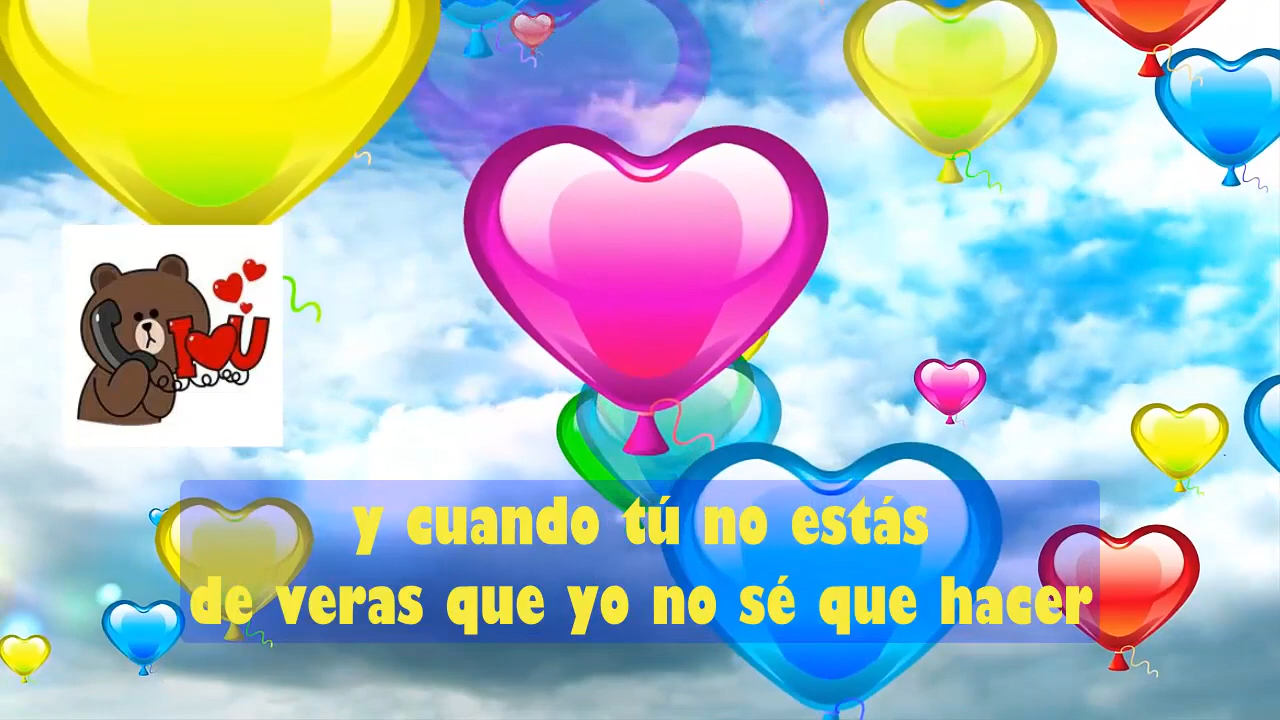 I❤U
y cuando tú no estás
de veras que yo no sé que hacer